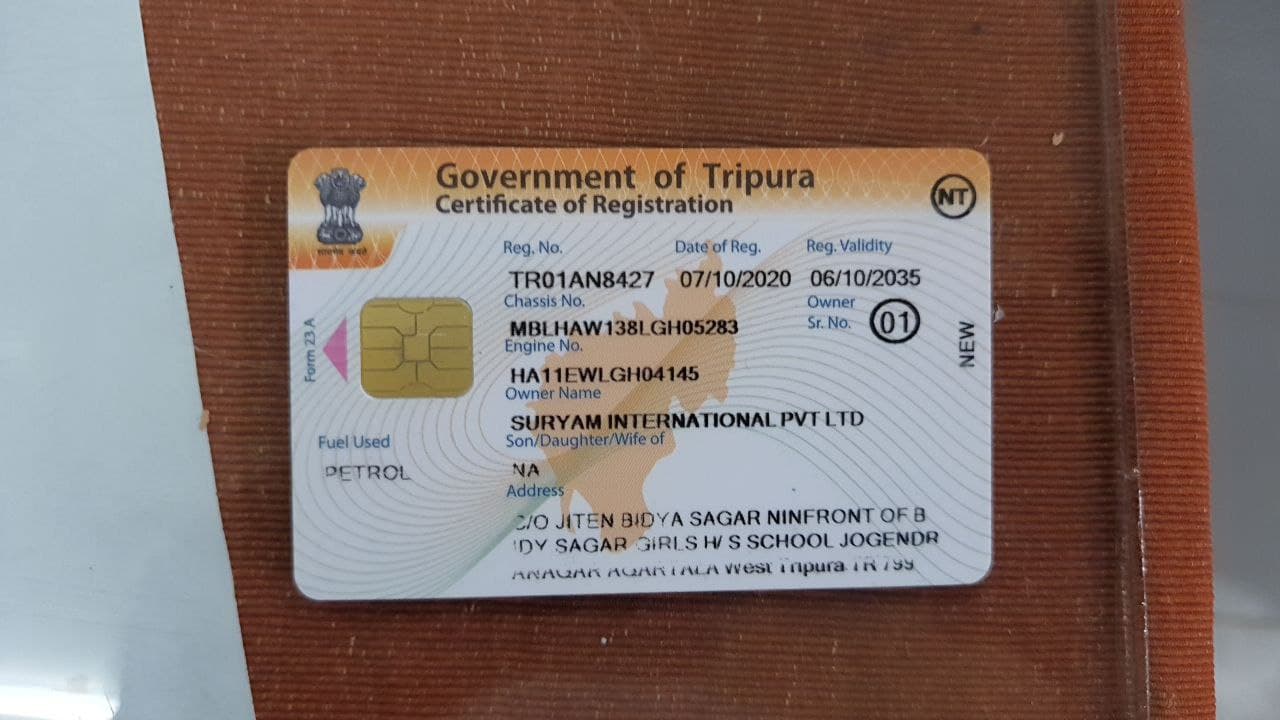 Government of Tripura
Certificate of Registration
NT
Reg. No. Date of Reg. Reg. Validity
TR01AN8427 07/10/2020 06/10/2035
Chassis No. Owner
Sr. No. 01
MBLHAW138LGH05283
Engine No.
HA11EWLGH04145
Owner Name
SURYAM INTERNATIONAL PVT LTD
Son/Daughter/Wife of
NA
Address
C/O JITEN BIDYA SAGAR NINFRONT OF B
IDY SAGAR GIRLS H/ S SCHOOL JOGENDR
ANAGAR AGARTALA West Tripura TR 799
Fuel Used
PETROL
Form 23 A
NEW